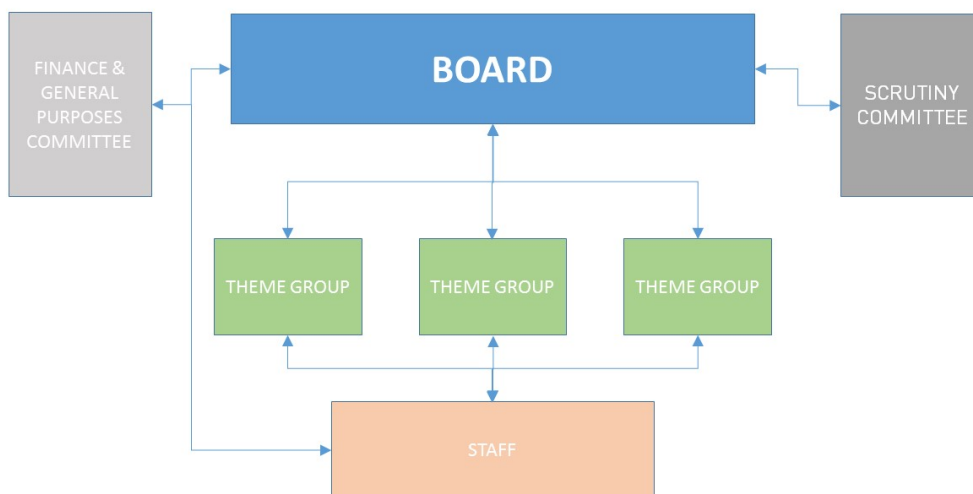 FINANCE &
GENERAL
PURPOSES
COMMITTEE
BOARD
SCRUTINY
COMMITTEE
THEME GROUP
THEME GROUP
THEME GROUP
STAFF